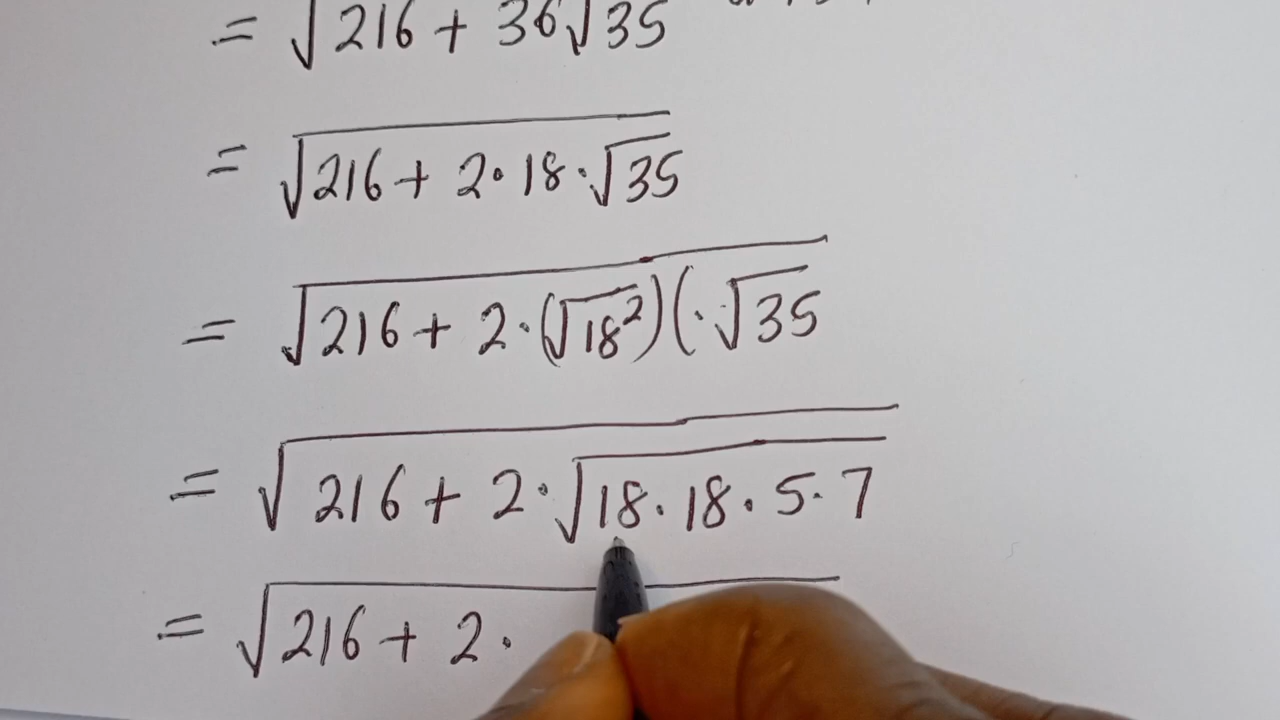 = √216 + 36√35
= √216 + 2·18·√35
= √216 + 2·(√18²)(·√35
= √216 + 2·√18·18·5·7
= √216 + 2·